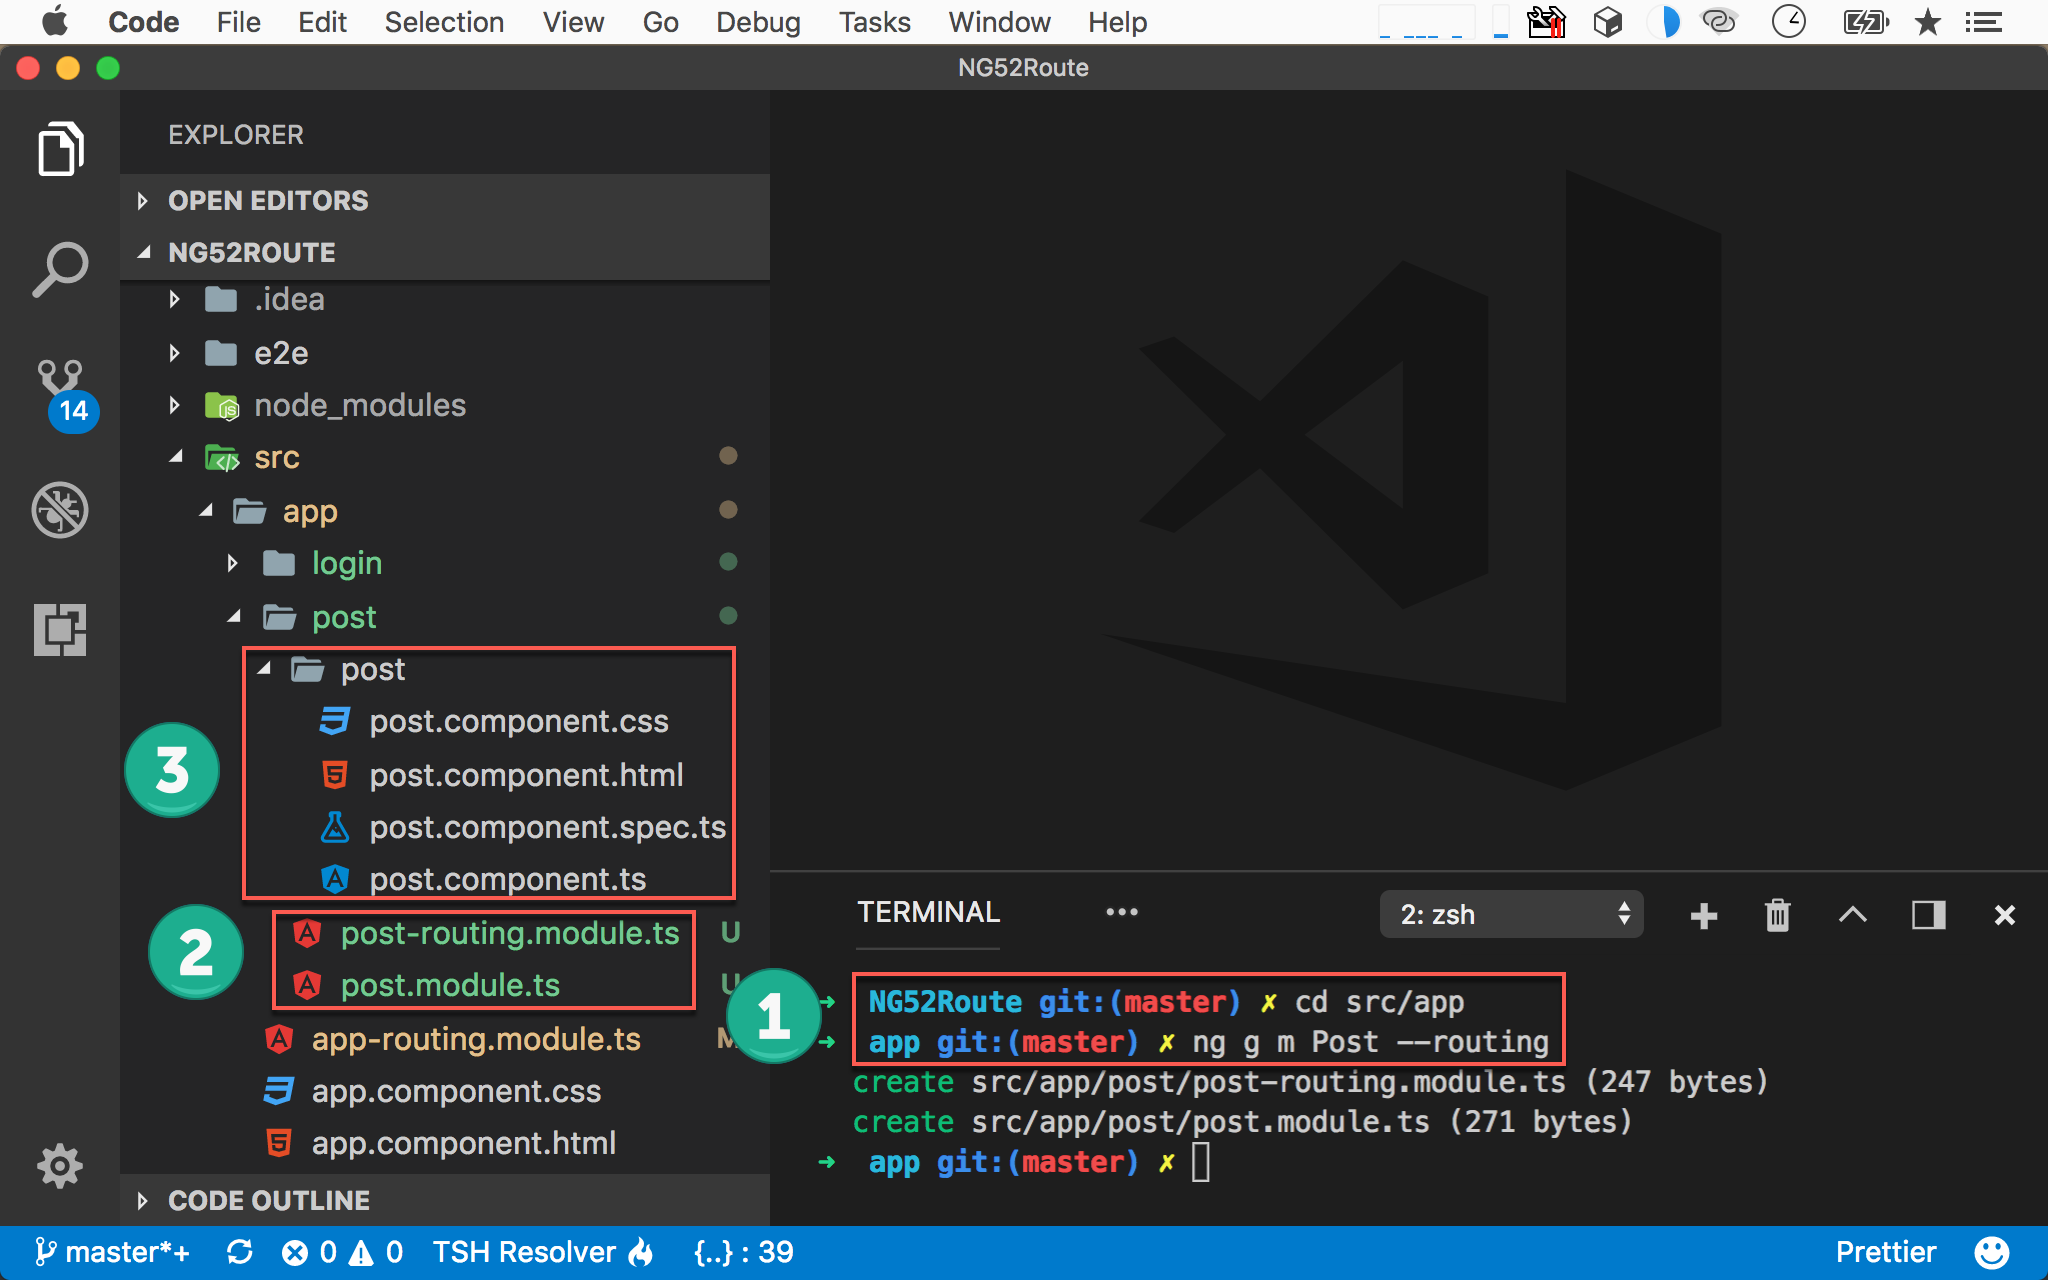 Code File Edit Selection View Go Debug Tasks Window Help
NG52Route
EXPLORER
OPEN EDITORS
NG52ROUTE
.idea
e2e
node_modules
src
app
login
post
post
post.component.css
post.component.html
post.component.spec.ts
post.component.ts
post-routing.module.ts U
post.module.ts U
app-routing.module.ts M
app.component.css
app.component.html
CODE OUTLINE
14
3
2
1
TERMINAL ••• 2: zsh
➜ NG52Route git:(master) ✗ cd src/app
➜ app git:(master) ✗ ng g m Post --routing
create src/app/post/post-routing.module.ts (247 bytes)
create src/app/post/post.module.ts (271 bytes)
➜ app git:(master) ✗
master*+ 0 0 TSH Resolver {..} : 39 Prettier